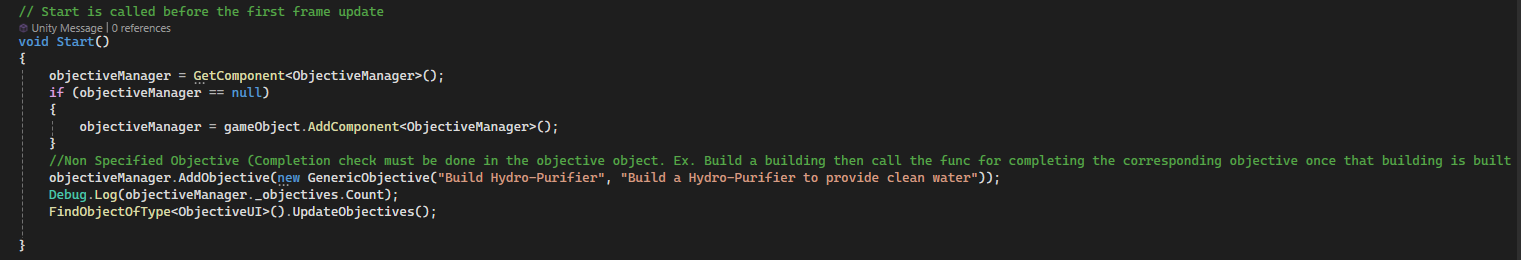 // Start is called before the first frame update
Unity Message | 0 references
void Start()
{
objectiveManager = GetComponent<ObjectiveManager>();
if (objectiveManager == null)
{
objectiveManager = gameObject.AddComponent<ObjectiveManager>();
}
//Non Specified Objective (Completion check must be done in the objective object. Ex. Build a building then call the func for completing the corresponding objective once that building is built
objectiveManager.AddObjective(new GenericObjective("Build Hydro-Purifier", "Build a Hydro-Purifier to provide clean water"));
Debug.Log(objectiveManager._objectives.Count);
FindObjectOfType<ObjectiveUI>().UpdateObjectives();
}